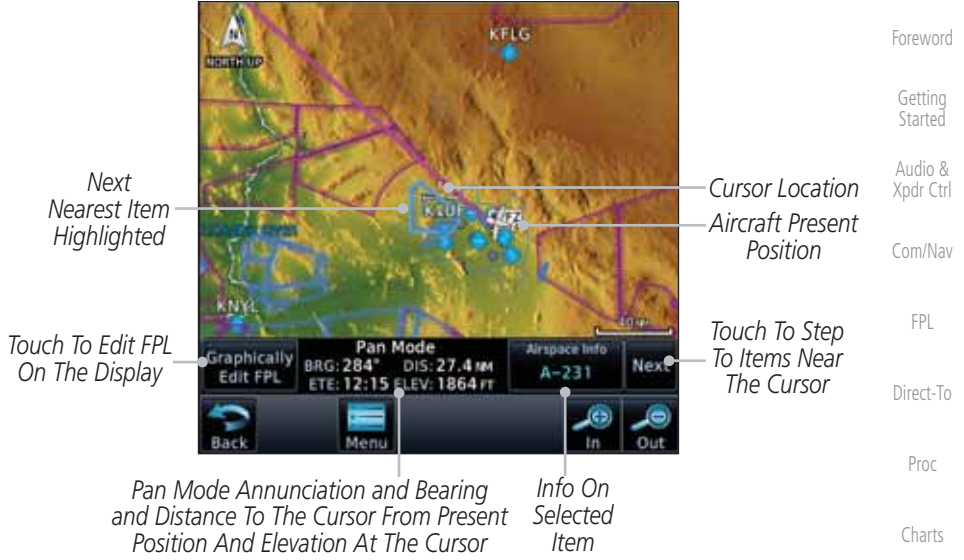 KFLG
N
NORTH UP
Next
Nearest Item
Highlighted
KLUF
Cursor Location
Aircraft Present
Position
KNYL
Touch To Edit FPL
On The Display
Graphically
Edit FPL
Pan Mode
BRG: 284° DIS: 27.4 NM
ETE: 12:15 ELEV: 1864 FT
Airspace Info
A-231
Next
Touch To Step
To Items Near
The Cursor
Back
Menu
In
Out
Pan Mode Annunciation and Bearing
and Distance To The Cursor From Present
Position And Elevation At The Cursor
Info On
Selected
Item
Foreword
Getting
Started
Audio &
Xpdr Ctrl
Com/Nav
FPL
Direct-To
Proc
Charts